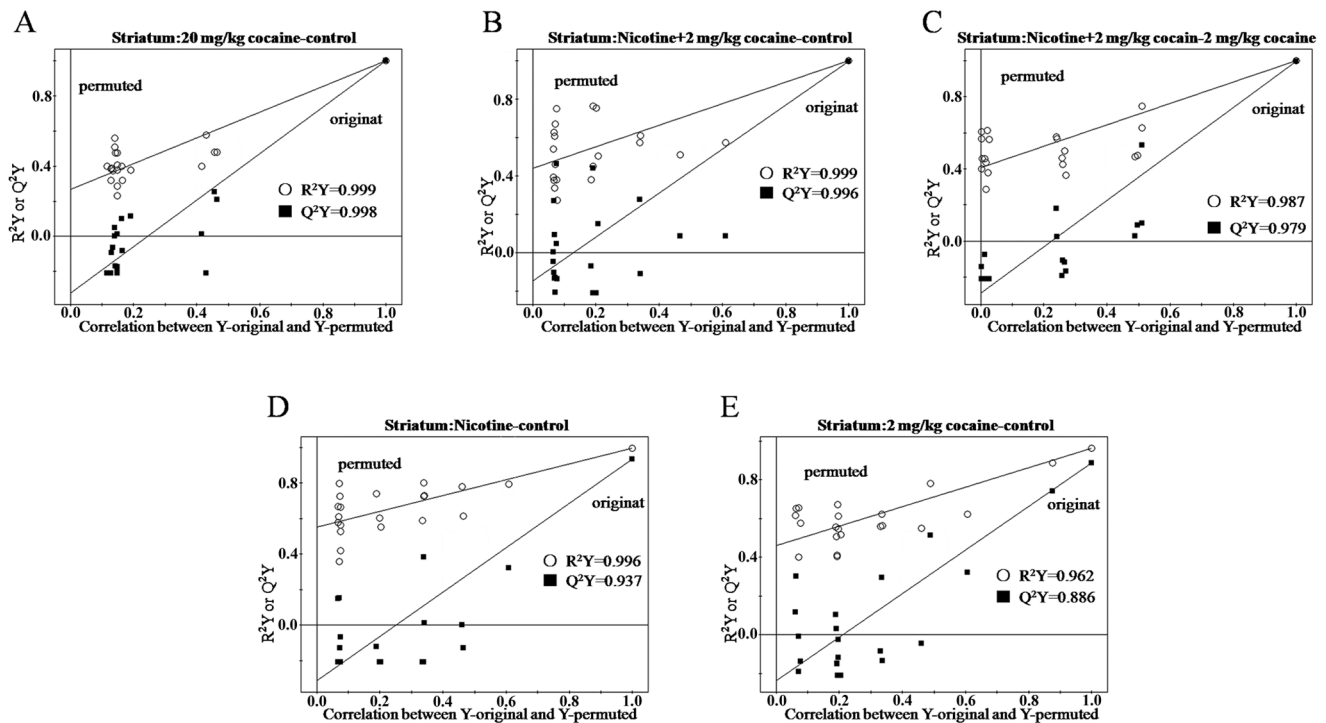 A
Striatum:20 mg/kg cocaine-control
permuted
originat
R²Y or Q²Y
0.8
0.4
0.0
R²Y=0.999
Q²Y=0.998
0.0 0.2 0.4 0.6 0.8 1.0
Correlation between Y-original and Y-permuted
B
Striatum:Nicotine+2 mg/kg cocaine-control
permuted
originat
R²Y or Q²Y
0.8
0.4
0.0
R²Y=0.999
Q²Y=0.996
0.0 0.2 0.4 0.6 0.8 1.0
Correlation between Y-original and Y-permuted
C
Striatum:Nicotine+2 mg/kg cocain-2 mg/kg cocaine
permuted
originat
R²Y or Q²Y
0.8
0.4
0.0
R²Y=0.987
Q²Y=0.979
0.0 0.2 0.4 0.6 0.8 1.0
Correlation between Y-original and Y-permuted
D
Striatum:Nicotine-control
permuted
originat
R²Y or Q²Y
0.8
0.4
0.0
R²Y=0.996
Q²Y=0.937
0.0 0.2 0.4 0.6 0.8 1.0
Correlation between Y-original and Y-permuted
E
Striatum:2 mg/kg cocaine-control
permuted
originat
R²Y or Q²Y
0.8
0.4
0.0
R²Y=0.962
Q²Y=0.886
0.0 0.2 0.4 0.6 0.8 1.0
Correlation between Y-original and Y-permuted